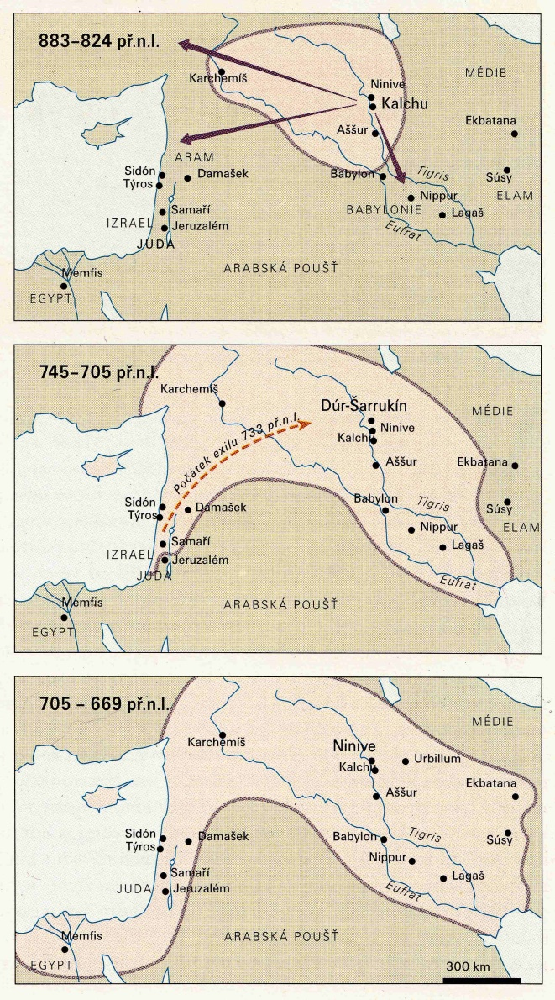 883–824 př.n.l.
MÉDIE
Karchemíš
Ninive
Kalchu
Ekbatana
Aššur
ARAM
Sidón
Damašek
Týros
Babylon
Tigris
Súsy
Nippur
ELAM
BABYLONIE
Samaří
Lagaš
IZRAEL
Jeruzalém
Eufrat
JUDA
ARABSKÁ POUŠŤ
Memfis
EGYPT
745–705 př.n.l.
Karchemíš
Dúr-Šarrukín
MÉDIE
Počátek exilu 733 př.n.l.
Ninive
Kalchu
Aššur
Ekbatana
Sidón
Týros
Damašek
Babylon
Tigris
Súsy
Nippur
ELAM
Samaří
Lagaš
IZRAEL
Jeruzalém
JUDA
Eufrat
ARABSKÁ POUŠŤ
Memfis
EGYPT
705 – 669 př.n.l.
MÉDIE
Karchemíš
Ninive
Urbillum
Kalchu
Ekbatana
Aššur
Sidón
Damašek
Týros
Babylon
Tigris
Súsy
Nippur
Samaří
Lagaš
JUDA
Jeruzalém
Eufrat
ARABSKÁ POUŠŤ
Memfis
EGYPT
300 km